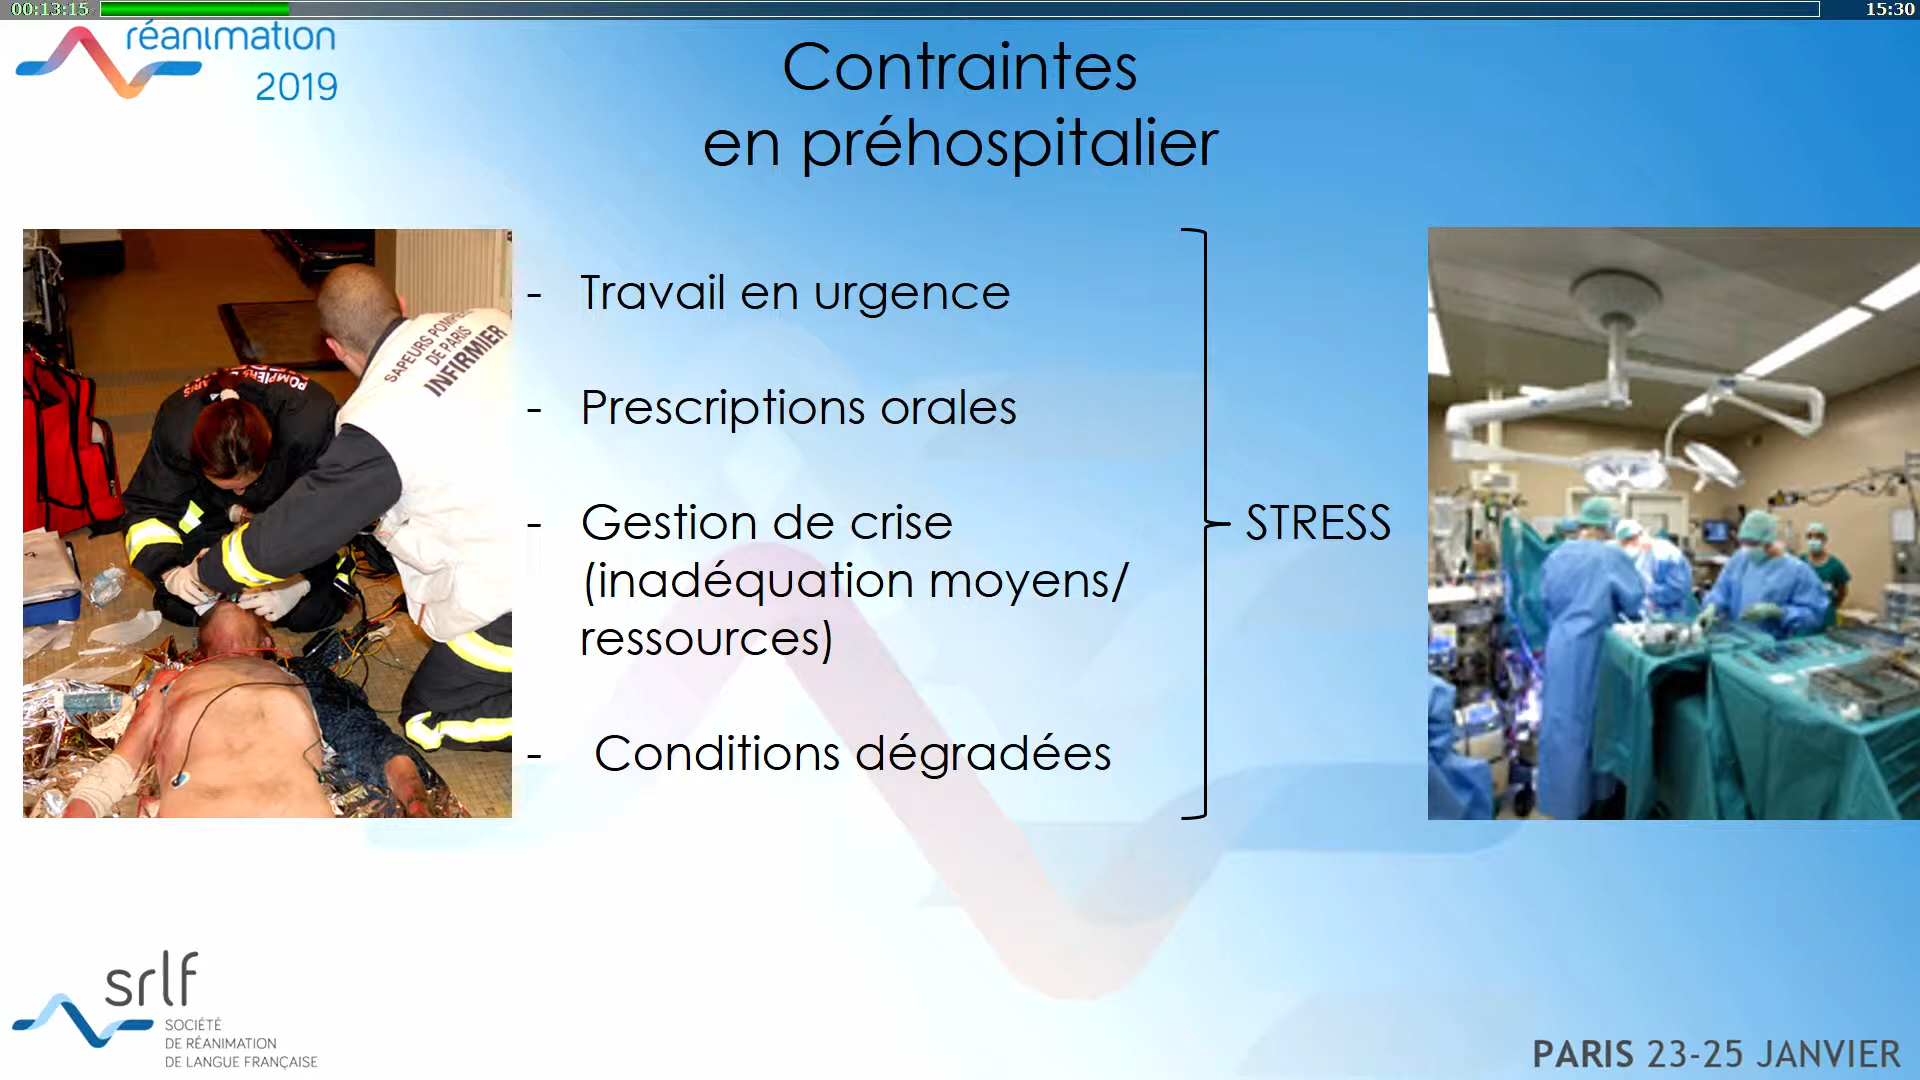 00:13:15
15:30
réanimation
2019
Contraintes
en préhospitalier
- Travail en urgence
- Prescriptions orales
- Gestion de crise
(inadéquation moyens/
ressources)
- Conditions dégradées
STRESS
SAPEURS POMPIERS
DE PARIS
INFIRMIER
POMPIERS
PARIS
srlf
SOCIÉTÉ
DE RÉANIMATION
DE LANGUE FRANÇAISE
PARIS 23-25 JANVIER